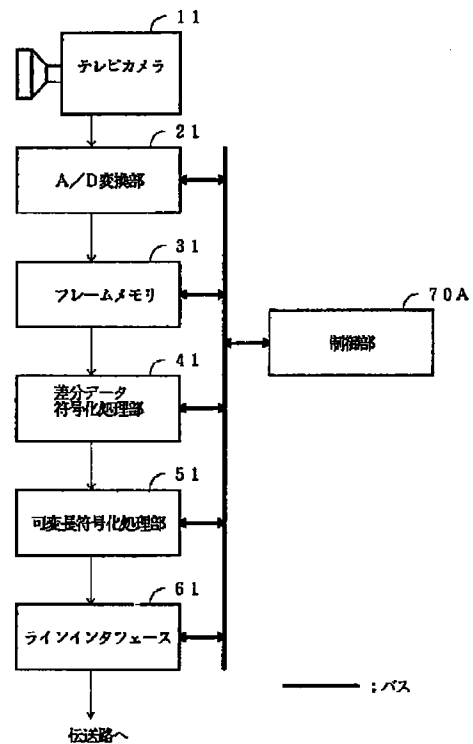 11
テレビカメラ
21
A／D変換部
31
フレームメモリ
70A
制御部
41
差分データ
符号化処理部
51
可変長符号化処理部
61
ラインインタフェース
；バス
伝送路へ